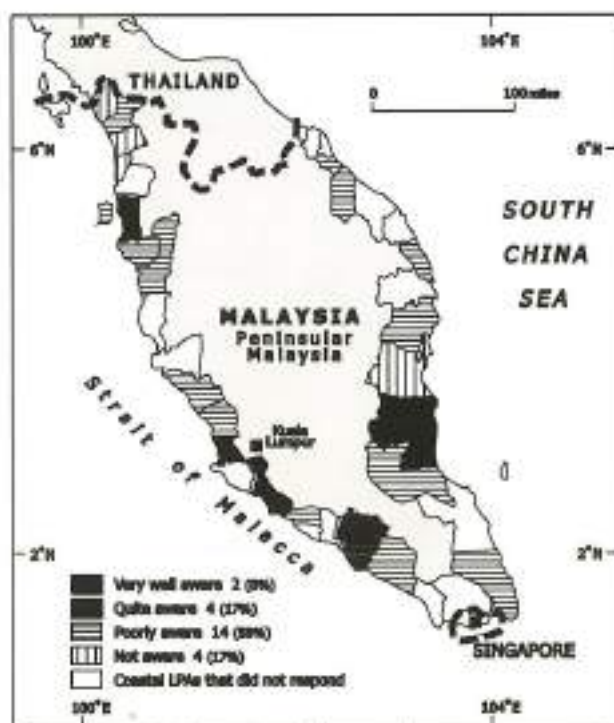 100°E
104°E
THAILAND
0 100 miles
6°N
6°N
SOUTH
CHINA
SEA
MALAYSIA
Peninsular
Malaysia
Strait of Malacca
Kuala
Lumpur
2°N
2°N
Very well aware 2 (8%)
Quite aware 4 (17%)
Poorly aware 14 (58%)
Not aware 4 (17%)
Coastal LPAs that did not respond
SINGAPORE
100°E
104°E